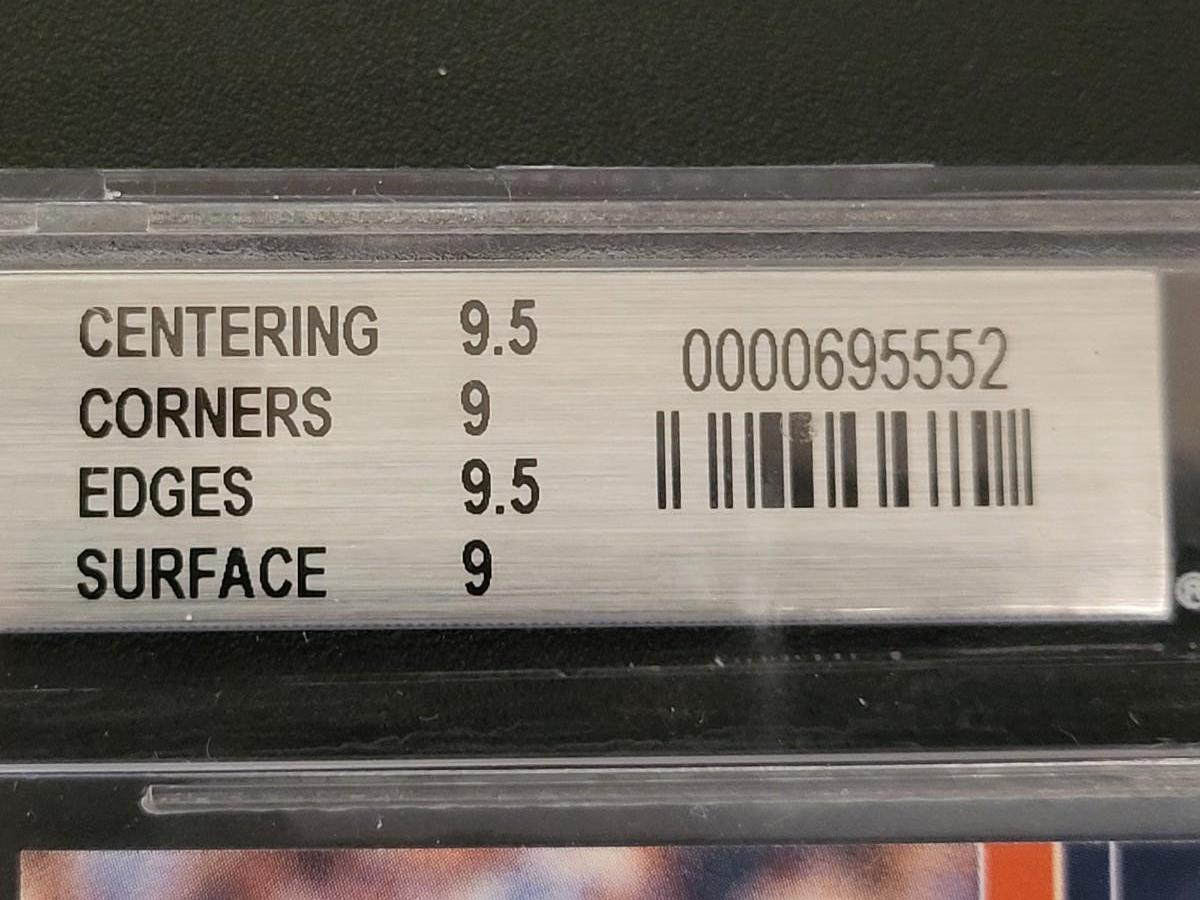 CENTERING 9.5
CORNERS 9
EDGES 9.5
SURFACE 9
0000695552
®